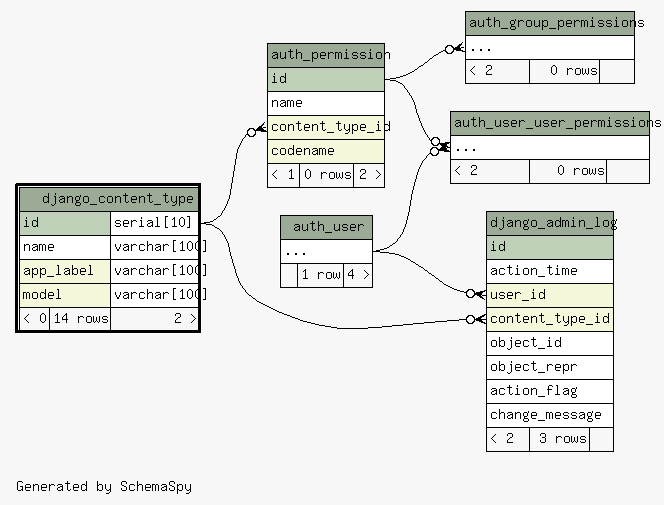 auth_group_permissions
...
< 2 0 rows
auth_permission
id
name
content_type_id
codename
< 1 0 rows 2 >
auth_user_user_permissions
...
< 2 0 rows
django_content_type
id serial[10]
name varchar[100]
app_label varchar[100]
model varchar[100]
< 0 14 rows 2 >
auth_user
...
1 row 4 >
django_admin_log
id
action_time
user_id
content_type_id
object_id
object_repr
action_flag
change_message
< 2 3 rows
Generated by SchemaSpy